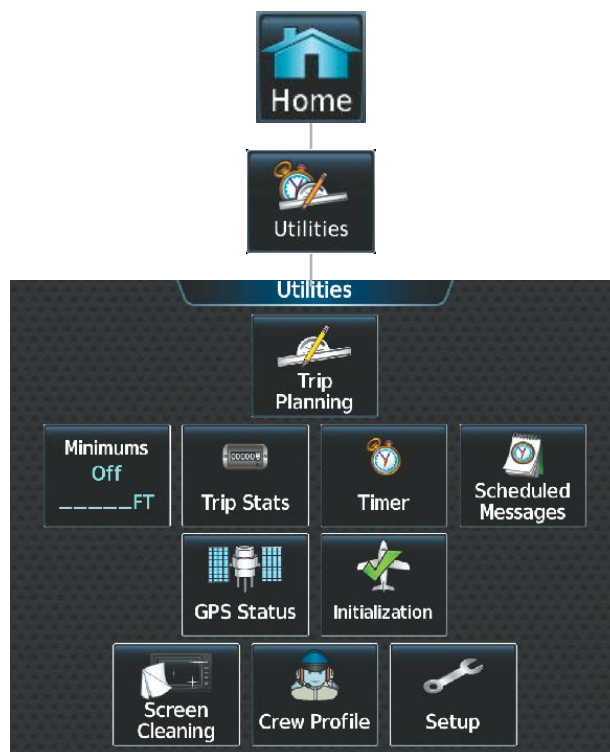 Home
Utilities
Utilities
Trip
Planning
Minimums
Off
_____FT
Trip Stats
Timer
Scheduled
Messages
GPS Status
Initialization
Screen
Cleaning
Crew Profile
Setup